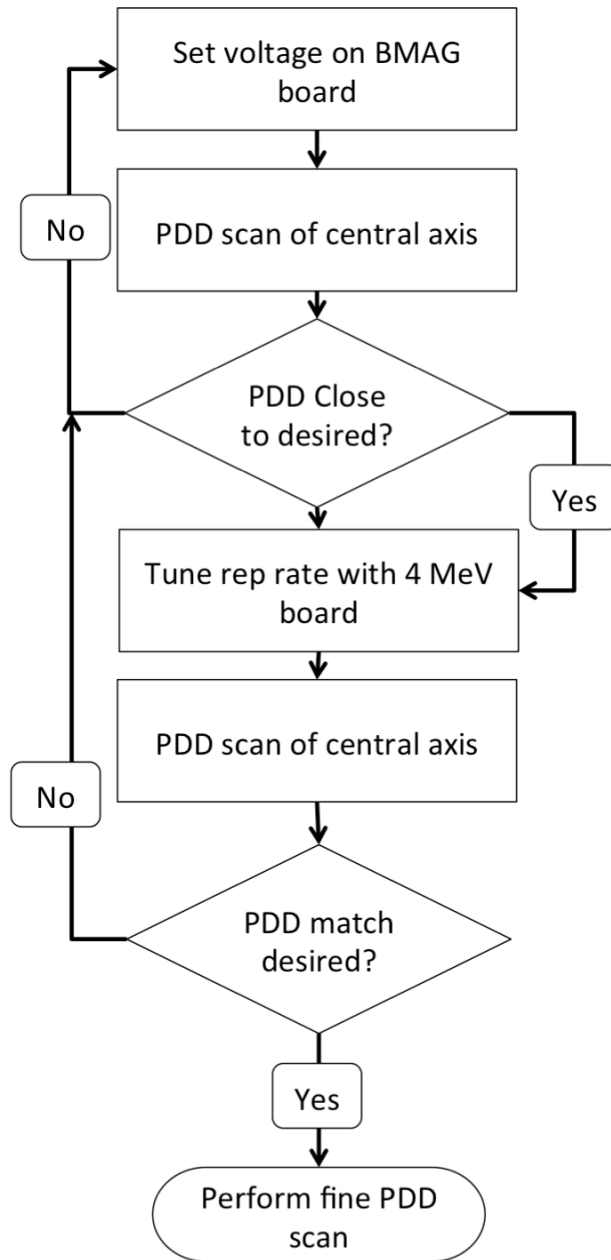 Set voltage on BMAG
board
No
PDD scan of central axis
PDD Close
to desired?
Yes
Tune rep rate with 4 MeV
board
PDD scan of central axis
No
PDD match
desired?
Yes
Perform fine PDD
scan